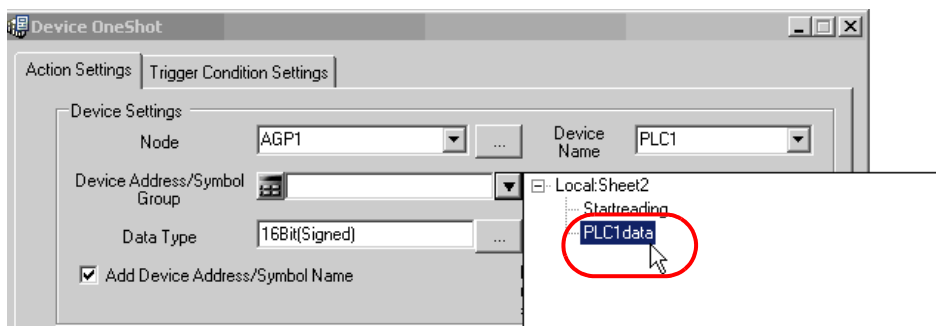 Device OneShot
Action Settings Trigger Condition Settings
Device Settings
Node AGP1 ... Device Name PLC1
Device Address/Symbol Group
Local:Sheet2
Startreading
PLC1data
Data Type 16Bit(Signed) ...
Add Device Address/Symbol Name